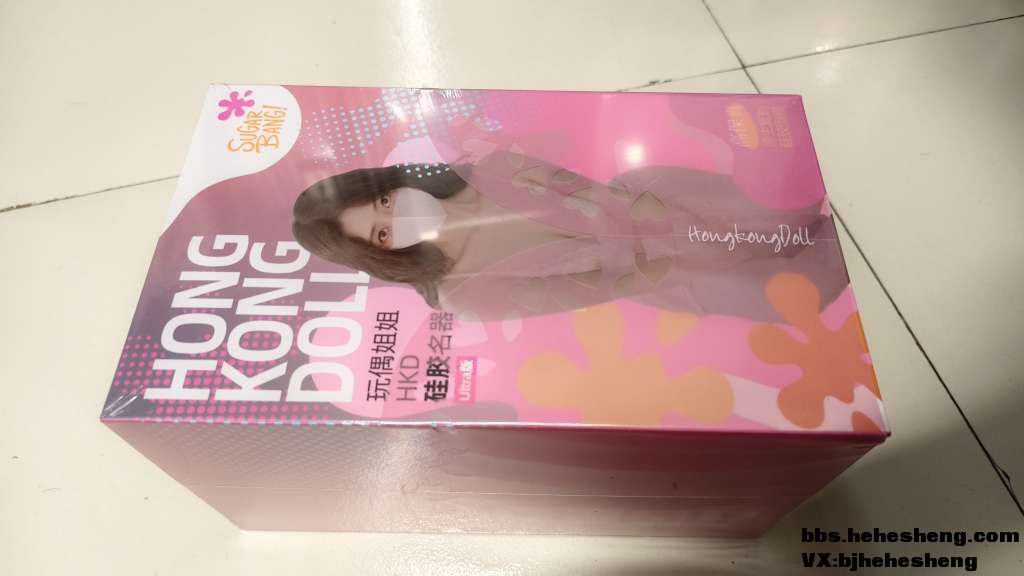 SUGAR
BANG!
HONG
KONG
DOLL
玩偶姐姐
HKD
硅胶名器
Ultra版
HongkongDoll
bbs.hehesheng.com
VX:bjhehesheng